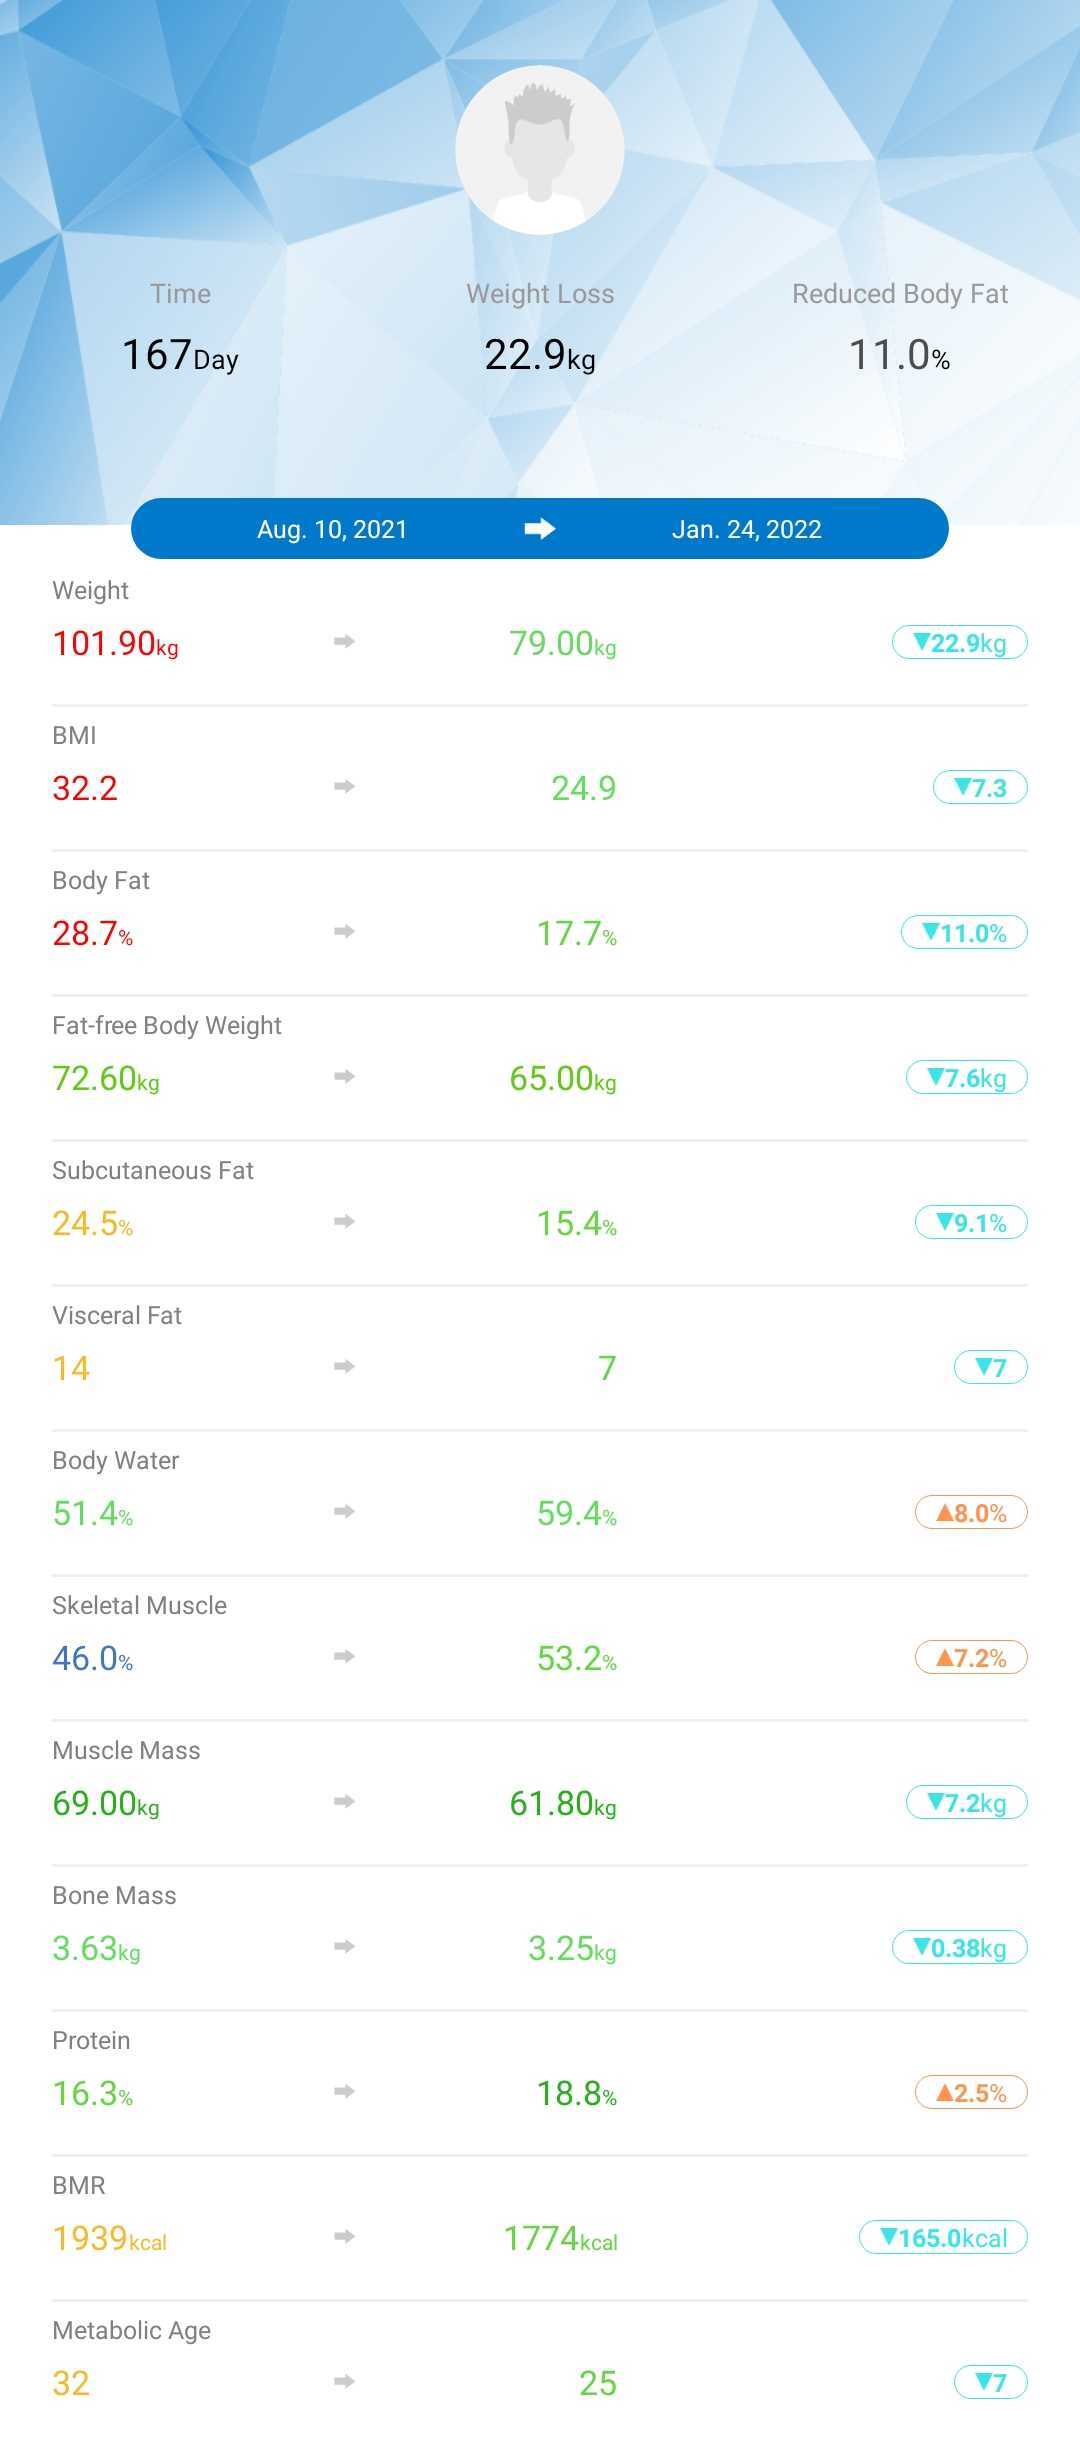 Time Weight Loss Reduced Body Fat
167Day 22.9kg 11.0%
Aug. 10, 2021 Jan. 24, 2022
Weight
101.90kg 79.00kg ▼22.9kg
BMI
32.2 24.9 ▼7.3
Body Fat
28.7% 17.7% ▼11.0%
Fat-free Body Weight
72.60kg 65.00kg ▼7.6kg
Subcutaneous Fat
24.5% 15.4% ▼9.1%
Visceral Fat
14 7 ▼7
Body Water
51.4% 59.4% ▲8.0%
Skeletal Muscle
46.0% 53.2% ▲7.2%
Muscle Mass
69.00kg 61.80kg ▼7.2kg
Bone Mass
3.63kg 3.25kg ▼0.38kg
Protein
16.3% 18.8% ▲2.5%
BMR
1939kcal 1774kcal ▼165.0kcal
Metabolic Age
32 25 ▼7